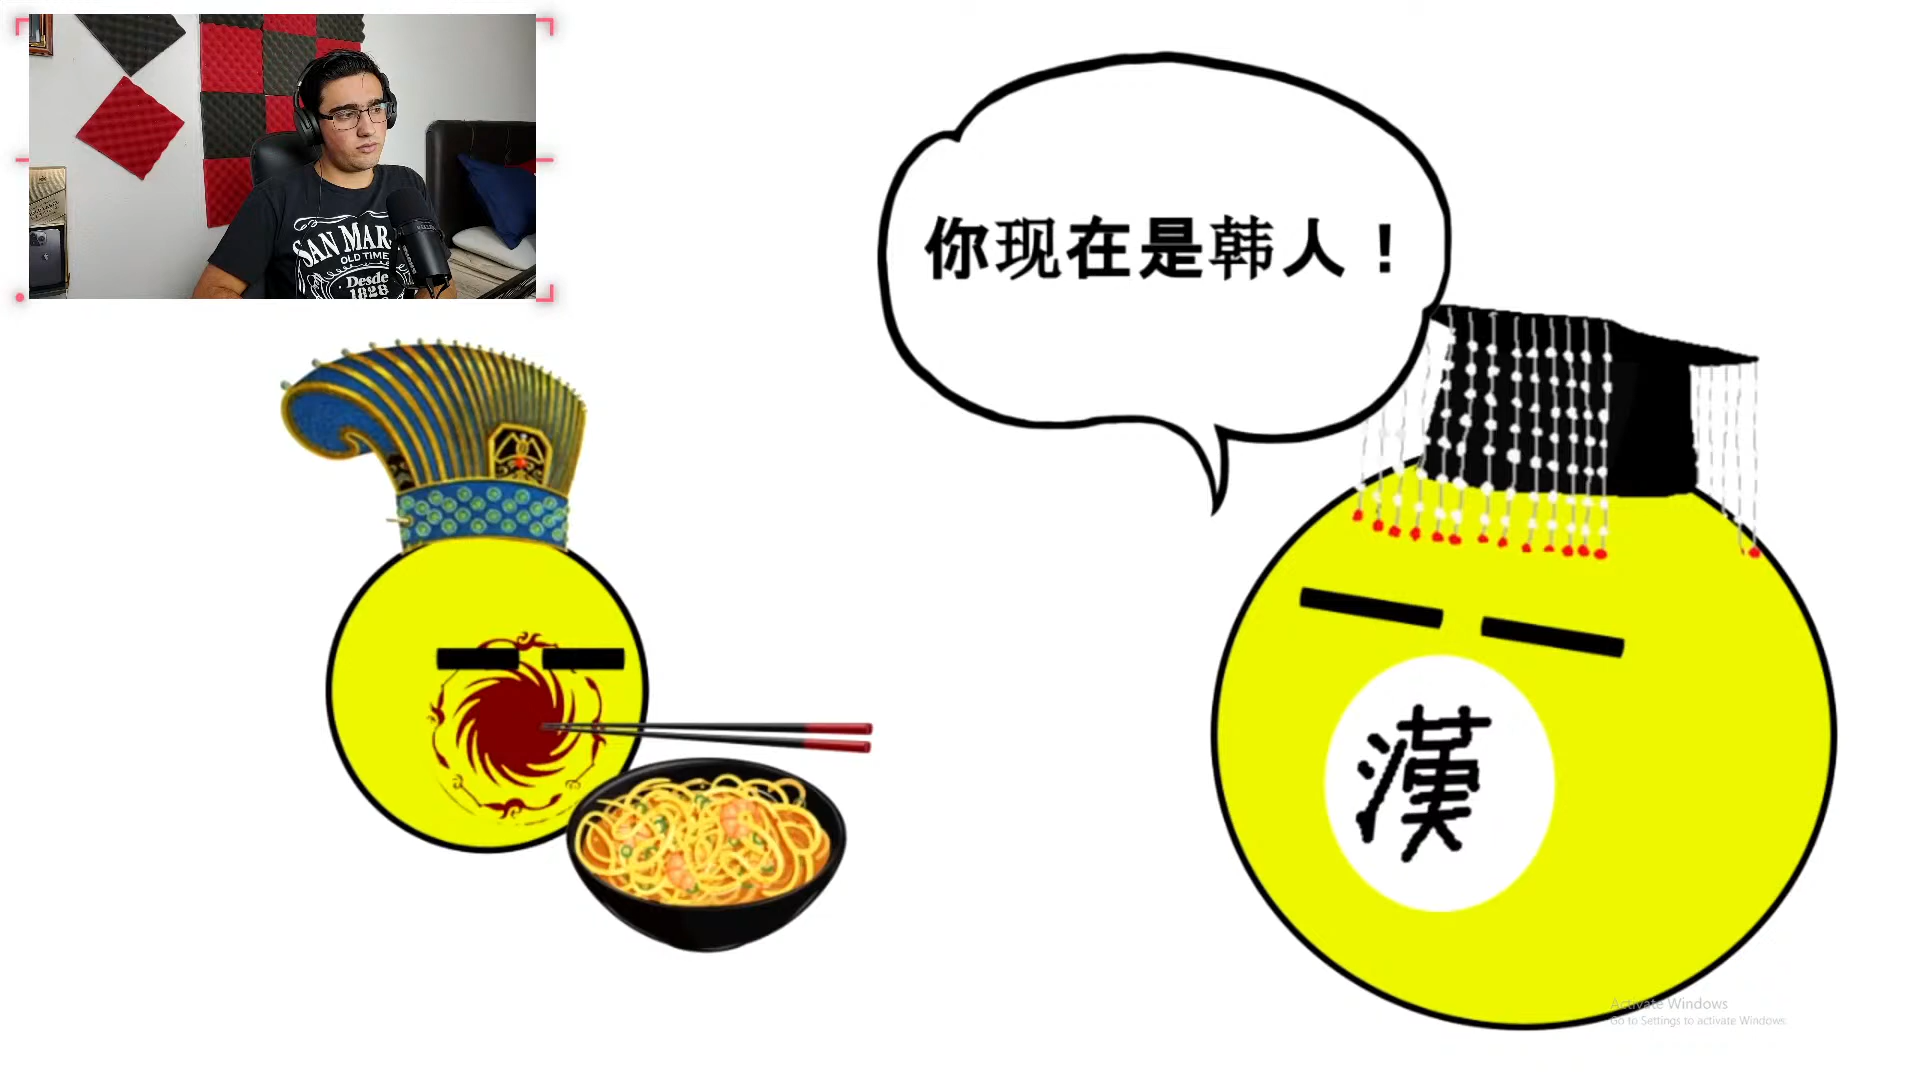 SAN MAR
OLD TIME
Desde
1828
你现在是韩人！
漢
Activate Windows
Go to Settings to activate Windows.